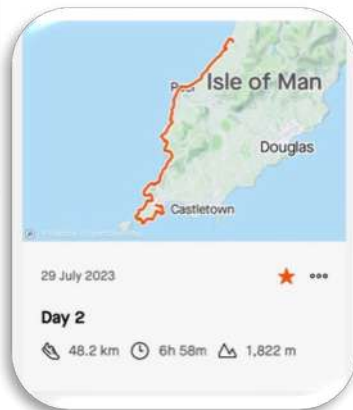 Peel
Isle of Man
Douglas
Castletown
29 July 2023
Day 2
48.2 km 6h 58m 1,822 m